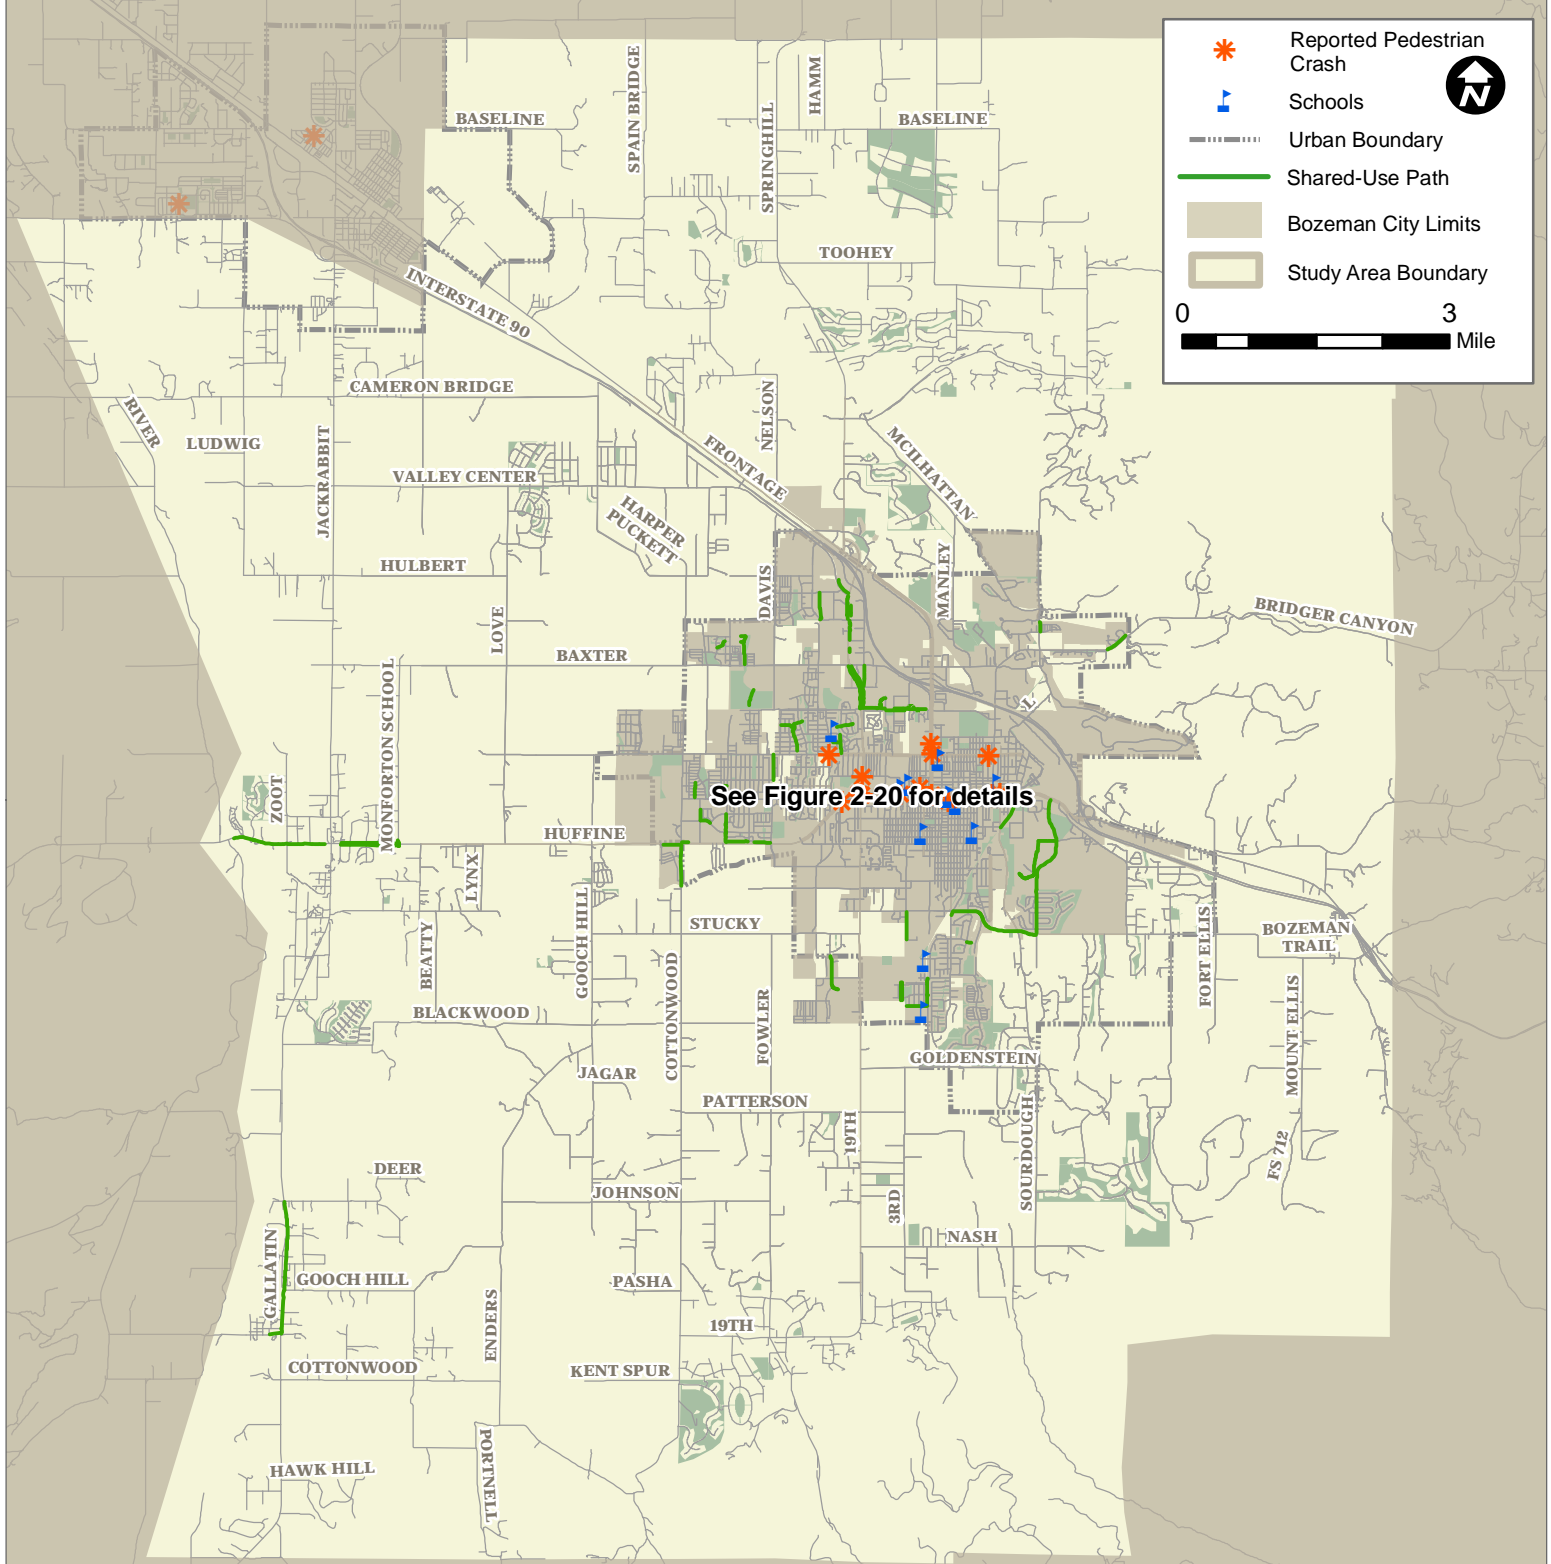 Reported Pedestrian
Crash
N
Schools
Urban Boundary
Shared-Use Path
Bozeman City Limits
Study Area Boundary
0 3
Mile
SPAIN BRIDGE
HAMM
SPRINGHILL
BASELINE
BASELINE
TOOHEY
INTERSTATE 90
CAMERON BRIDGE
RIVER
LUDWIG
JACKRABBIT
NELSON
FRONTAGE
MCILHATTAN
VALLEY CENTER
HARPER
PUCKETT
HULBERT
DAVIS
MANLEY
LOVE
BRIDGER CANYON
BAXTER
MONFORTON SCHOOL
L
ZOOT
See Figure 2-20 for details
HUFFINE
LYNX
GOOCH HILL
STUCKY
BEATTY
COTTONWOOD
FORT ELLIS
BOZEMAN
TRAIL
BLACKWOOD
FOWLER
MOUNT ELLIS
GOLDENSTEIN
JAGAR
PATTERSON
19TH
SOURDOUGH
FS 712
DEER
JOHNSON
3RD
NASH
GALLATIN
GOOCH HILL
PASHA
ENDERS
19TH
COTTONWOOD
KENT SPUR
PORTNELL
HAWK HILL